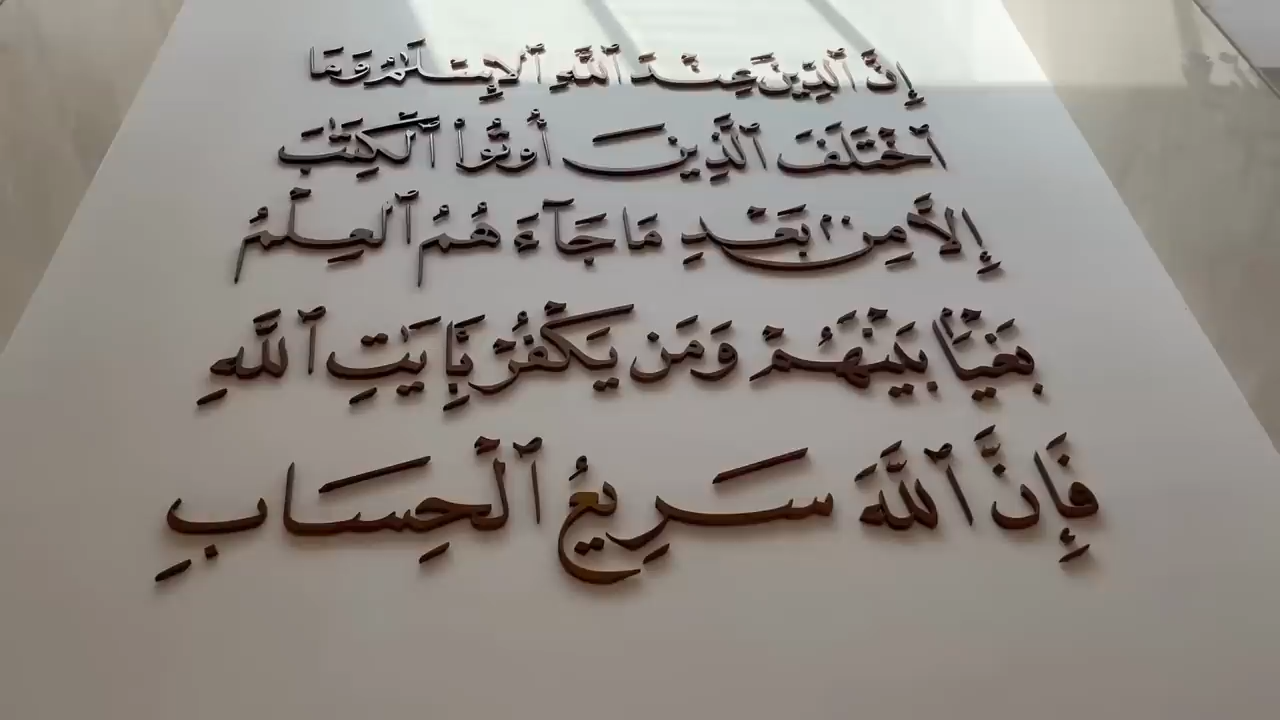 إِنَّ ٱلدِّينَ عِندَ ٱللَّهِ ٱلْإِسْلَٰمُ وَمَا
ٱخْتَلَفَ ٱلَّذِينَ أُوتُوا۟ ٱلْكِتَٰبَ
إِلَّا مِنۢ بَعْدِ مَا جَآءَهُمُ ٱلْعِلْمُ
بَغْيًۢا بَيْنَهُمْ وَمَن يَكْفُرْ بِـَٔايَٰتِ ٱللَّهِ
فَإِنَّ ٱللَّهَ سَرِيعُ ٱلْحِسَابِ